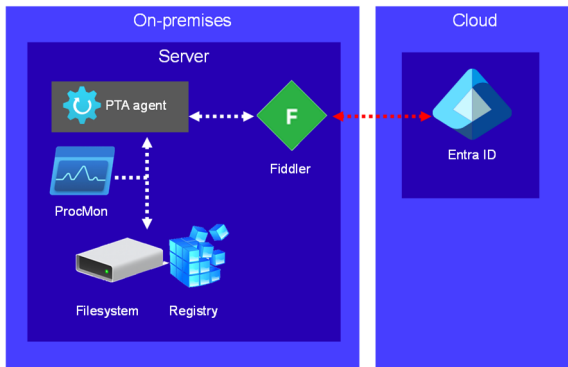 On-premises
Cloud
Server
PTA agent
F
Fiddler
Entra ID
ProcMon
Filesystem
Registry